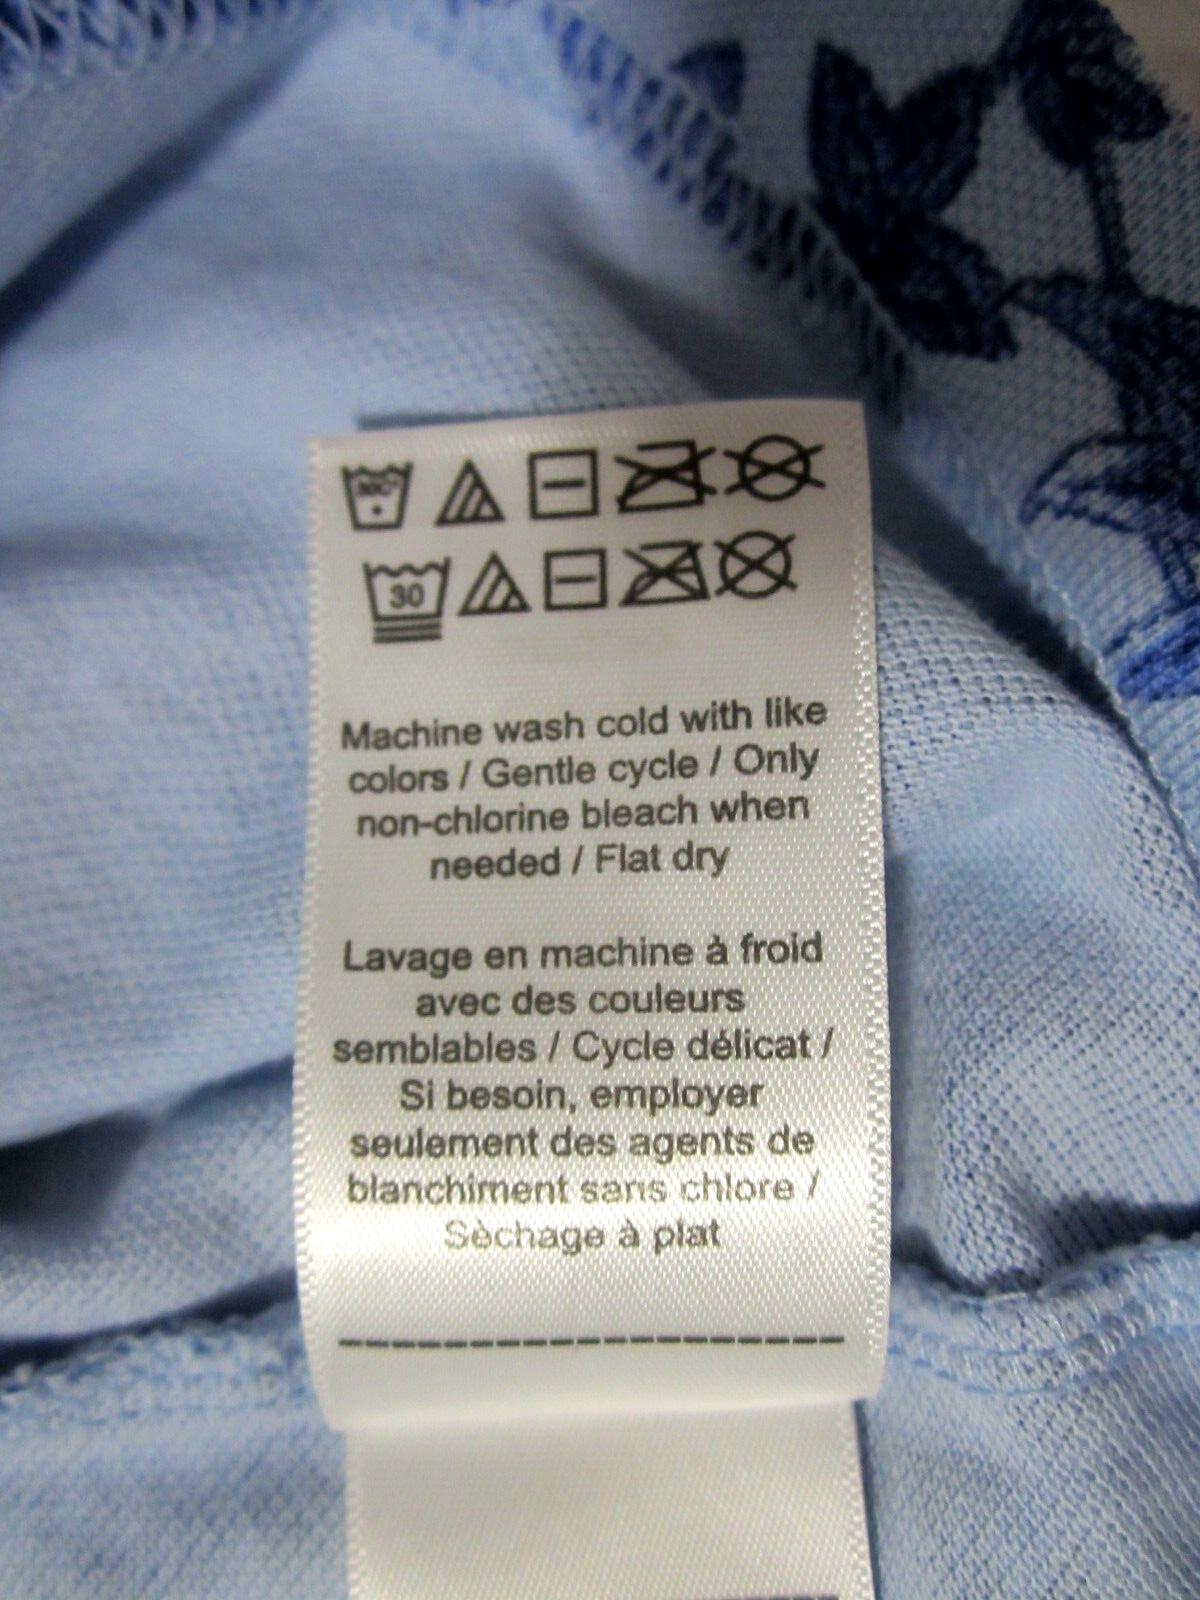 30
Machine wash cold with like
colors / Gentle cycle / Only
non-chlorine bleach when
needed / Flat dry
Lavage en machine à froid
avec des couleurs
semblables / Cycle délicat /
Si besoin, employer
seulement des agents de
blanchiment sans chlore /
Sèchage à plat